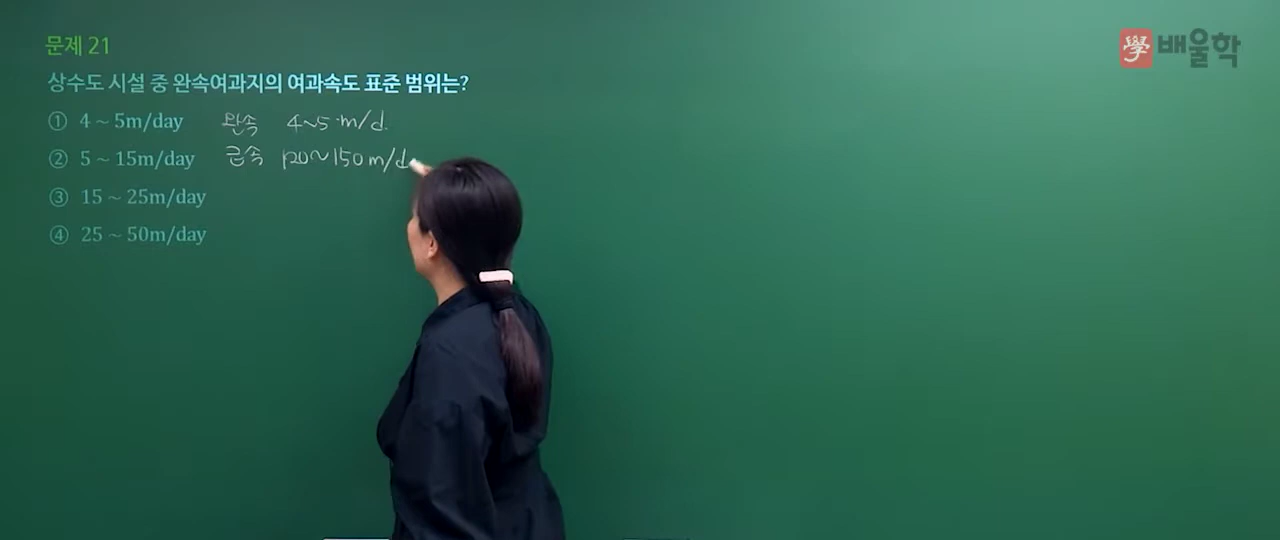 문제 21
學 배울학
상수도 시설 중 완속여과지의 여과속도 표준 범위는?
① 4 ~ 5m/day 완속 4~5 m/d.
② 5 ~ 15m/day 급속 120~150m/d
③ 15 ~ 25m/day
④ 25 ~ 50m/day